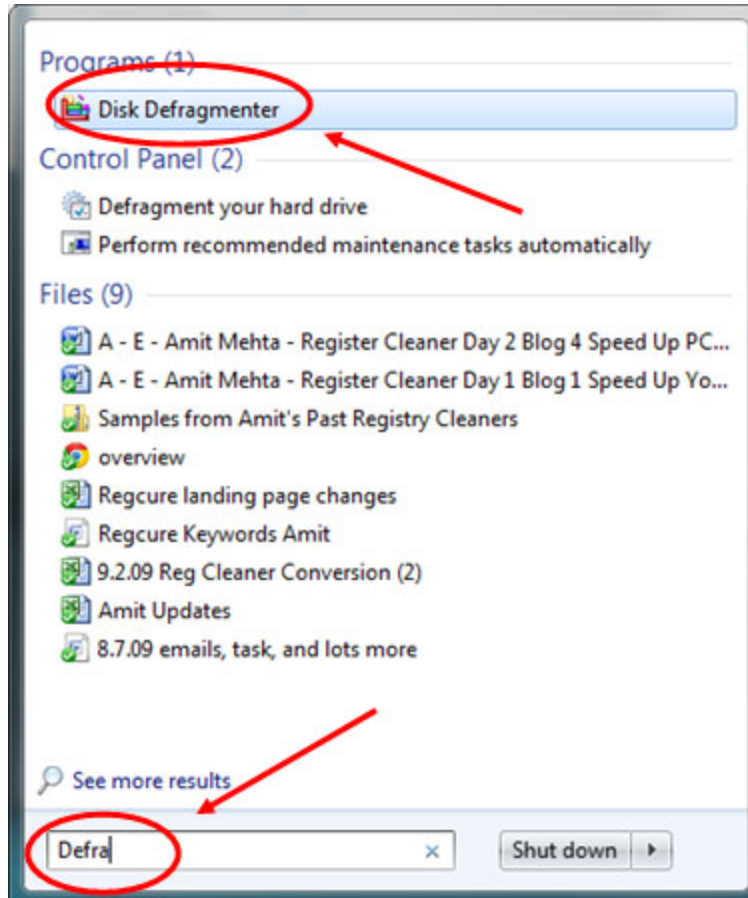 Programs (1)
Disk Defragmenter
Control Panel (2)
Defragment your hard drive
Perform recommended maintenance tasks automatically
Files (9)
A - E - Amit Mehta - Register Cleaner Day 2 Blog 4 Speed Up PC...
A - E - Amit Mehta - Register Cleaner Day 1 Blog 1 Speed Up Yo...
Samples from Amit's Past Registry Cleaners
overview
Regcure landing page changes
Regcure Keywords Amit
9.2.09 Reg Cleaner Conversion (2)
Amit Updates
8.7.09 emails, task, and lots more
See more results
Defra
Shut down